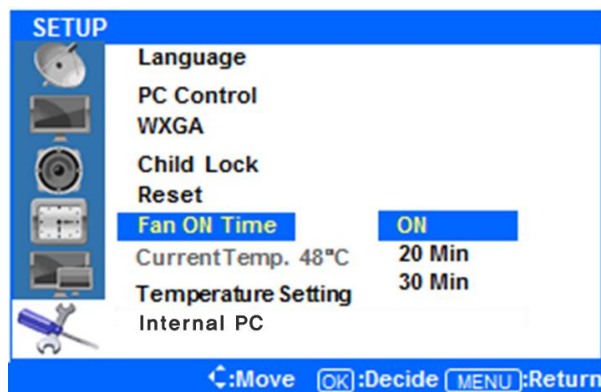 SETUP
Language
PC Control
WXGA
Child Lock
Reset
Fan ON Time ON
CurrentTemp. 48°C 20 Min
Temperature Setting 30 Min
Internal PC
:Move OK :Decide MENU :Return